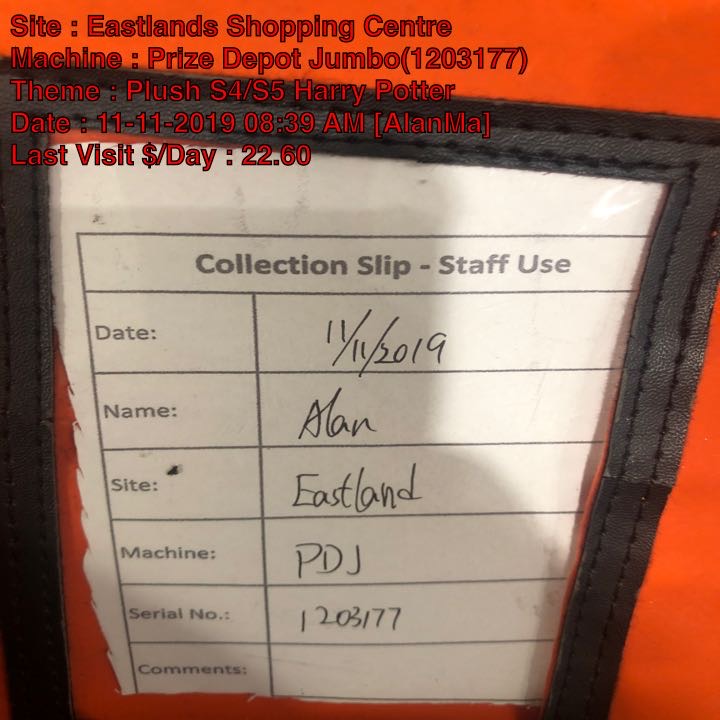 Site : Eastlands Shopping Centre
Machine : Prize Depot Jumbo(1203177)
Theme : Plush S4/S5 Harry Potter
Date : 11-11-2019 08:39 AM [AlanMa]
Last Visit $/Day : 22.60
Collection Slip - Staff Use
Date: 11/11/2019
Name: Alan
Site: Eastland
Machine: PDJ
Serial No.: 1203177
Comments: